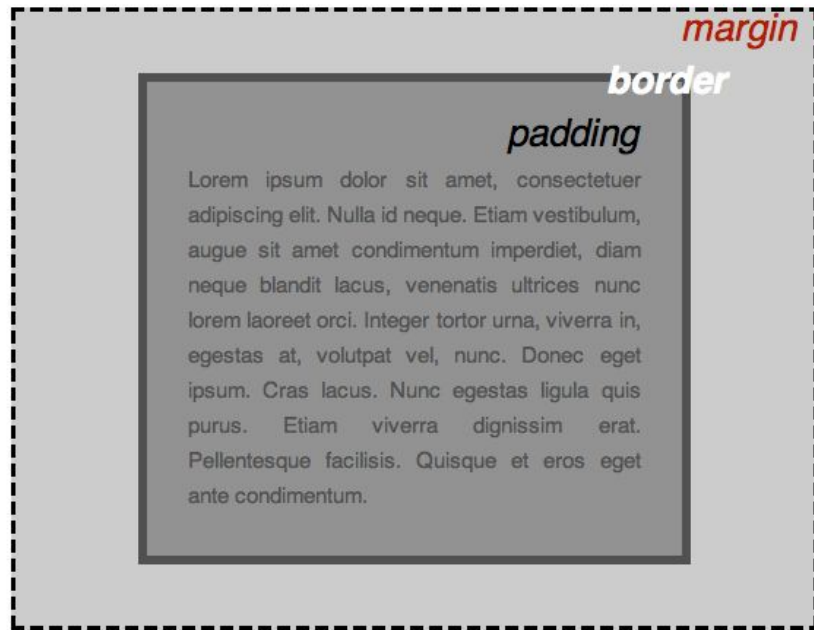 margin
border
padding
Lorem ipsum dolor sit amet, consectetuer
adipiscing elit. Nulla id neque. Etiam vestibulum,
augue sit amet condimentum imperdiet, diam
neque blandit lacus, venenatis ultrices nunc
lorem laoreet orci. Integer tortor urna, viverra in,
egestas at, volutpat vel, nunc. Donec eget
ipsum. Cras lacus. Nunc egestas ligula quis
purus. Etiam viverra dignissim erat.
Pellentesque facilisis. Quisque et eros eget
ante condimentum.